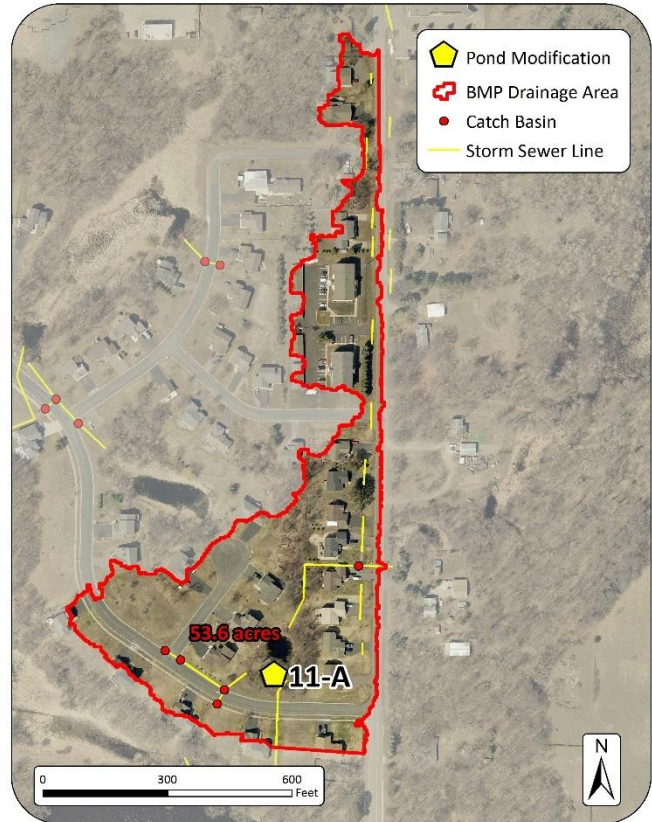 Pond Modification
BMP Drainage Area
Catch Basin
Storm Sewer Line
53.6 acres
11-A
N
0 300 600
Feet